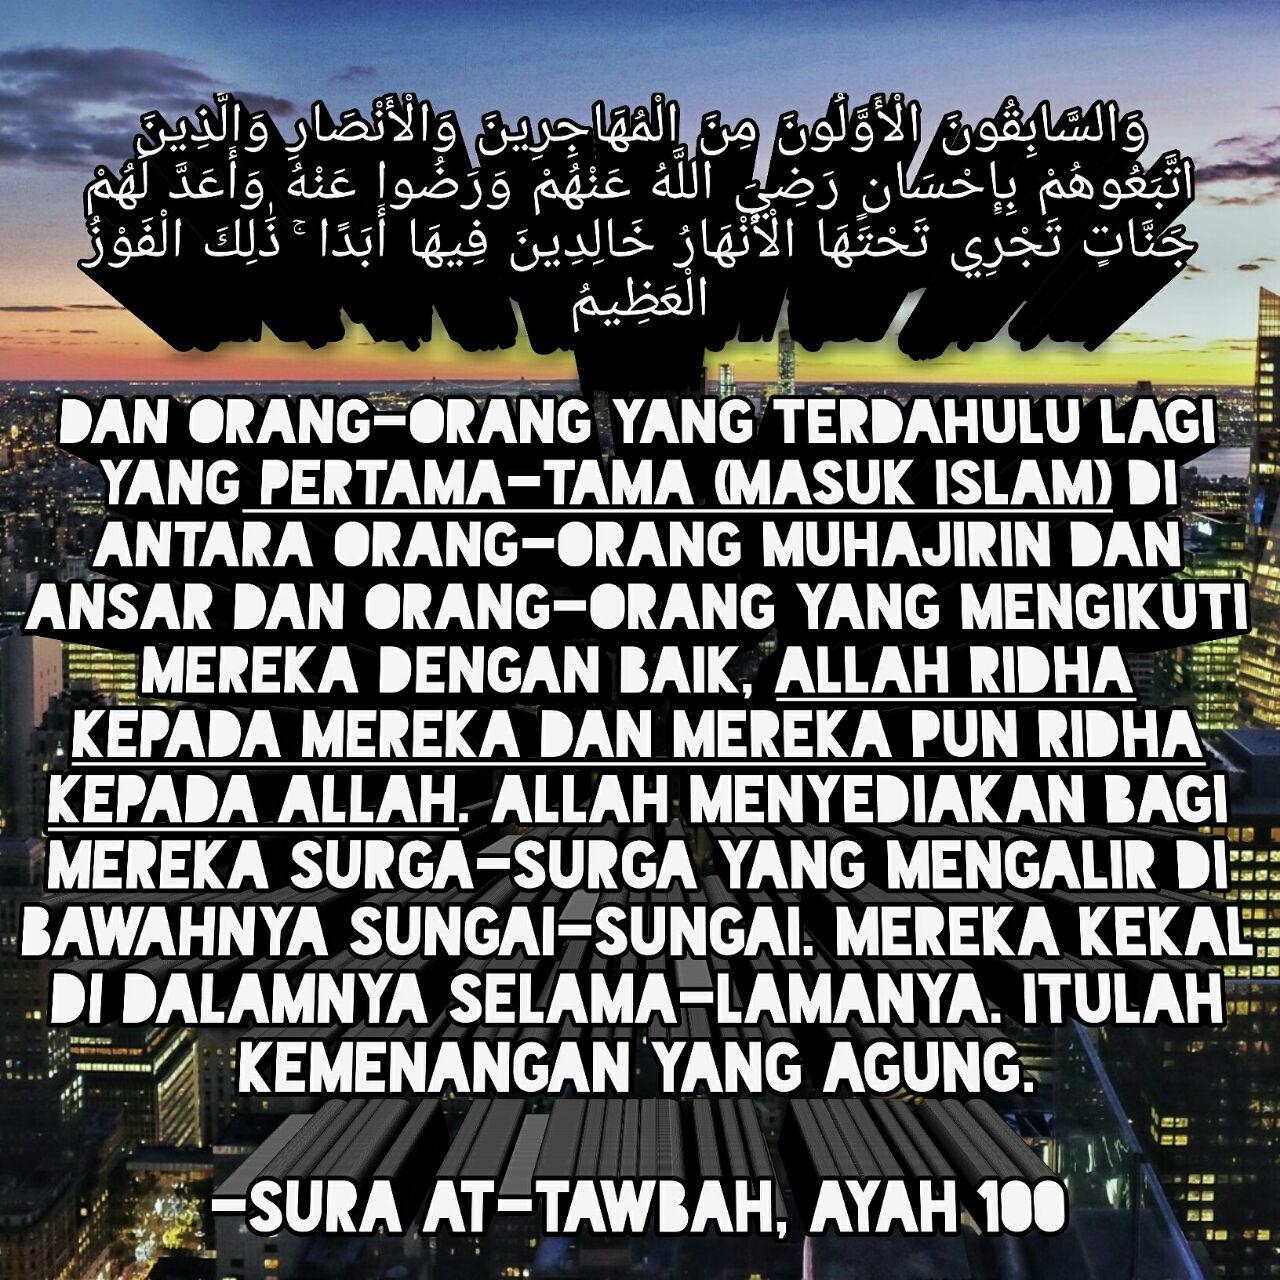 وَالسَّابِقُونَ الْأَوَّلُونَ مِنَ الْمُهَاجِرِينَ وَالْأَنْصَارِ وَالَّذِينَ
اتَّبَعُوهُمْ بِإِحْسَانٍ رَضِيَ اللَّهُ عَنْهُمْ وَرَضُوا عَنْهُ وَأَعَدَّ لَهُمْ
جَنَّاتٍ تَجْرِي تَحْتَهَا الْأَنْهَارُ خَالِدِينَ فِيهَا أَبَدًا ۚ ذَٰلِكَ الْفَوْزُ
الْعَظِيمُ
DAN ORANG-ORANG YANG TERDAHULU LAGI
YANG PERTAMA-TAMA (MASUK ISLAM) DI
ANTARA ORANG-ORANG MUHAJIRIN DAN
ANSAR DAN ORANG-ORANG YANG MENGIKUTI
MEREKA DENGAN BAIK, ALLAH RIDHA
KEPADA MEREKA DAN MEREKA PUN RIDHA
KEPADA ALLAH. ALLAH MENYEDIAKAN BAGI
MEREKA SURGA-SURGA YANG MENGALIR DI
BAWAHNYA SUNGAI-SUNGAI. MEREKA KEKAL
DI DALAMNYA SELAMA-LAMANYA. ITULAH
KEMENANGAN YANG AGUNG.
-SURA AT-TAWBAH, AYAH 100